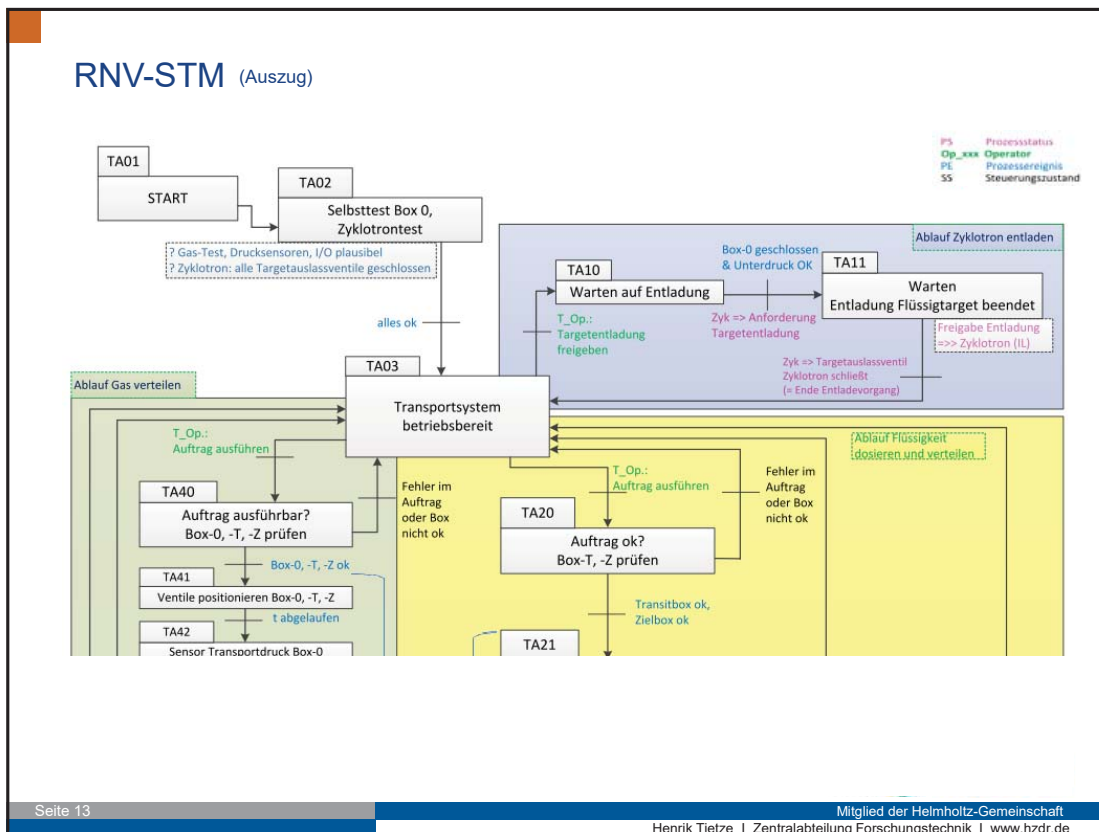 RNV-STM (Auszug)
PS Prozessstatus
Op_xxx Operator
PE Prozessereignis
SS Steuerungszustand
TA01
START
TA02
Selbsttest Box 0,
Zyklotrontest
? Gas-Test, Drucksensoren, I/O plausibel
? Zyklotron: alle Targetauslassventile geschlossen
alles ok
Ablauf Zyklotron entladen
TA10
Warten auf Entladung
Box-0 geschlossen
& Unterdruck OK
TA11
Warten
Entladung Flüssigtarget beendet
T_Op.:
Targetentladung
freigeben
Zyk => Anforderung
Targetentladung
Freigabe Entladung
=>> Zyklotron (IL)
Zyk => Targetauslassventil
Zyklotron schließt
(= Ende Entladevorgang)
TA03
Transportsystem
betriebsbereit
Ablauf Gas verteilen
T_Op.:
Auftrag ausführen
TA40
Auftrag ausführbar?
Box-0, -T, -Z prüfen
Fehler im
Auftrag
oder Box
nicht ok
Box-0, -T, -Z ok
TA41
Ventile positionieren Box-0, -T, -Z
t abgelaufen
TA42
Sensor Transportdruck Box-0
Ablauf Flüssigkeit
dosieren und verteilen
T_Op.:
Auftrag ausführen
Fehler im
Auftrag
oder Box
nicht ok
TA20
Auftrag ok?
Box-T, -Z prüfen
Transitbox ok,
Zielbox ok
TA21
Seite 13
Mitglied der Helmholtz-Gemeinschaft
Henrik Tietze I Zentralabteilung Forschungstechnik I www.hzdr.de